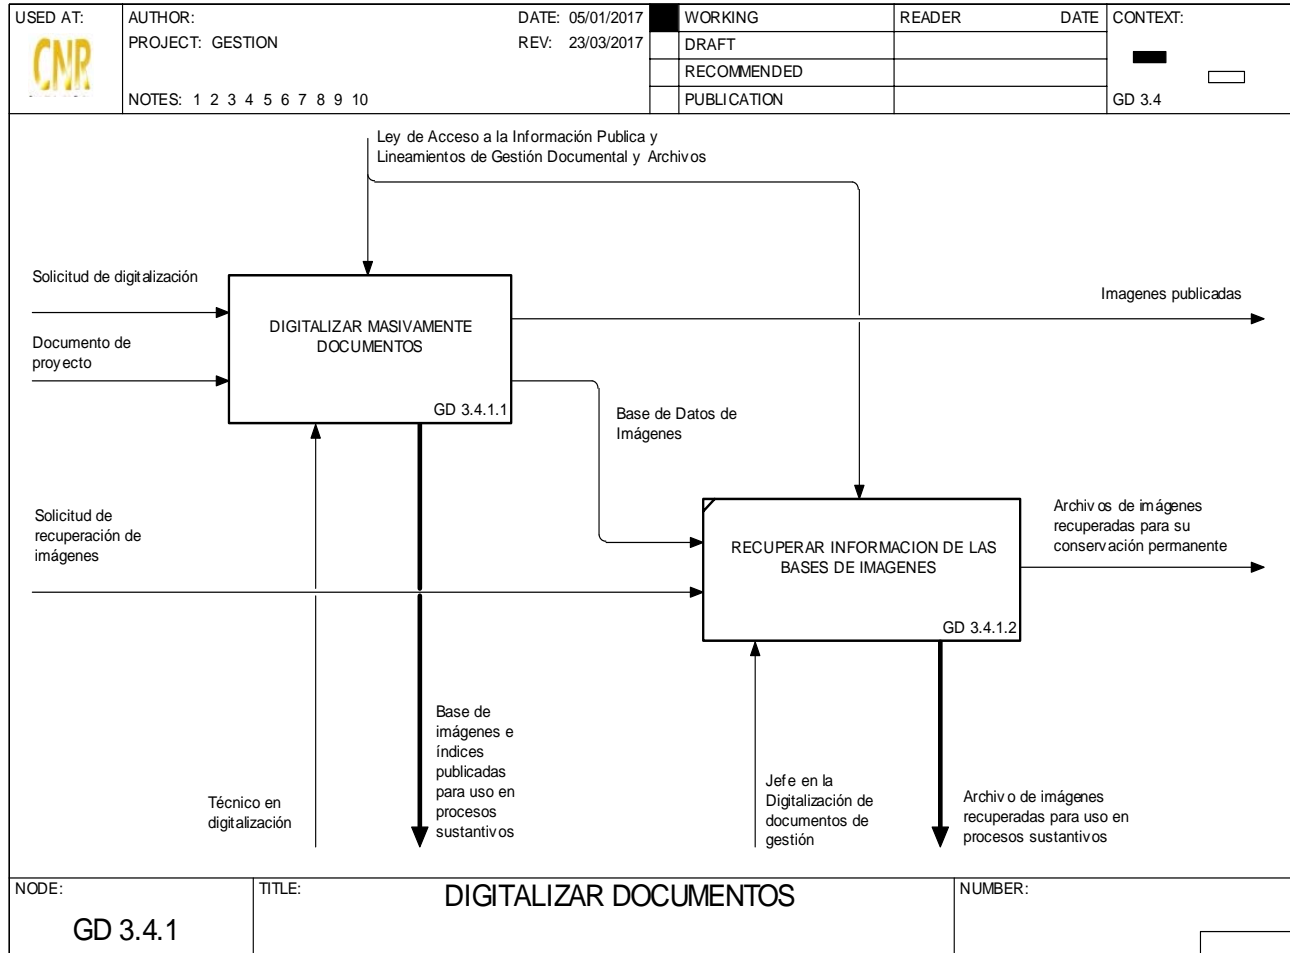 USED AT:
AUTHOR:
DATE: 05/01/2017
WORKING
READER
DATE
CONTEXT:
CNR
PROJECT: GESTION
REV: 23/03/2017
DRAFT
RECOMMENDED
NOTES: 1 2 3 4 5 6 7 8 9 10
PUBLICATION
GD 3.4
Ley de Acceso a la Información Publica y
Lineamientos de Gestión Documental y Archivos
Solicitud de digitalización
Imagenes publicadas
DIGITALIZAR MASIVAMENTE
DOCUMENTOS
GD 3.4.1.1
Documento de
proyecto
Base de Datos de
Imágenes
Solicitud de
recuperación de
imágenes
Archivos de imágenes
recuperadas para su
conservación permanente
RECUPERAR INFORMACION DE LAS
BASES DE IMAGENES
GD 3.4.1.2
Base de
imágenes e
índices
publicadas
para uso en
procesos
sustantivos
Técnico en
digitalización
Jefe en la
Digitalización de
documentos de
gestión
Archivo de imágenes
recuperadas para uso en
procesos sustantivos
NODE:
GD 3.4.1
TITLE:
DIGITALIZAR DOCUMENTOS
NUMBER: